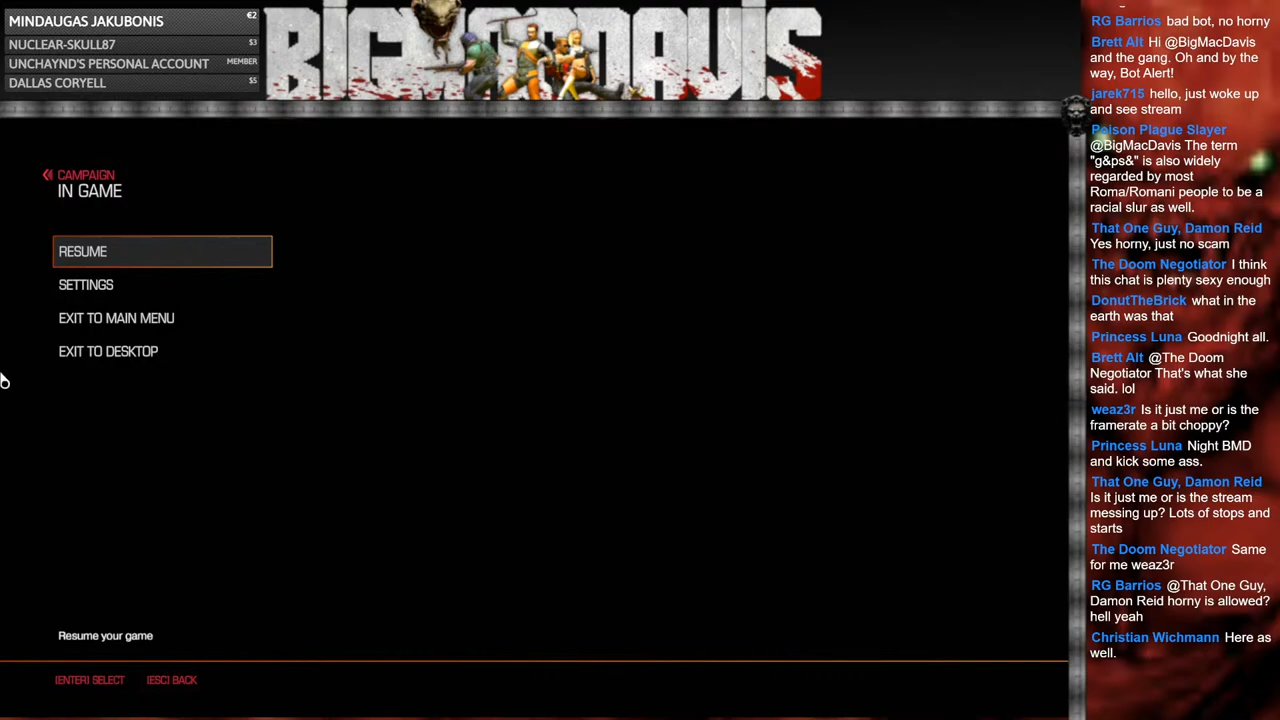 MINDAUGAS JAKUBONIS €2
NUCLEAR-SKULL87 $3
UNCHAYND'S PERSONAL ACCOUNT MEMBER
DALLAS CORYELL $5
BIGMACDAVIS
CAMPAIGN
IN GAME
RESUME
SETTINGS
EXIT TO MAIN MENU
EXIT TO DESKTOP
Resume your game
[ENTER] SELECT [ESC] BACK
RG Barrios bad bot, no horny
Brett Alt Hi @BigMacDavis
and the gang. Oh and by the
way, Bot Alert!
jarek715 hello, just woke up
and see stream
Poison Plague Slayer
@BigMacDavis The term
"g&ps&" is also widely
regarded by most
Roma/Romani people to be a
racial slur as well.
That One Guy, Damon Reid
Yes horny, just no scam
The Doom Negotiator I think
this chat is plenty sexy enough
DonutTheBrick what in the
earth was that
Princess Luna Goodnight all.
Brett Alt @The Doom
Negotiator That's what she
said. lol
weaz3r Is it just me or is the
framerate a bit choppy?
Princess Luna Night BMD
and kick some ass.
That One Guy, Damon Reid
Is it just me or is the stream
messing up? Lots of stops and
starts
The Doom Negotiator Same
for me weaz3r
RG Barrios @That One Guy,
Damon Reid horny is allowed?
hell yeah
Christian Wichmann Here as
well.